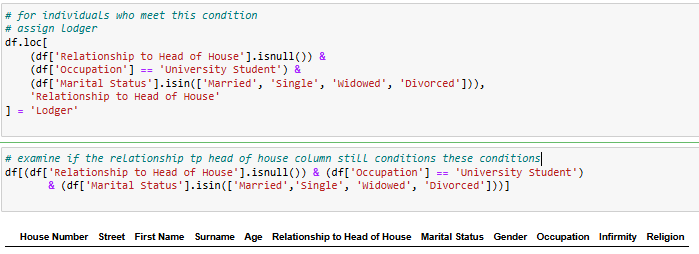 # for individuals who meet this condition
# assign Lodger
df.loc[
    (df['Relationship to Head of House'].isnull()) &
    (df['Occupation'] == 'University Student') &
    (df['Marital Status'].isin(['Married', 'Single', 'Widowed', 'Divorced'])),
    'Relationship to Head of House'
] = 'Lodger'
# examine if the relationship tp head of house column still conditions these conditions
df[(df['Relationship to Head of House'].isnull()) & (df['Occupation'] == 'University Student')
        & (df['Marital Status'].isin(['Married','Single', 'Widowed', 'Divorced']))]
House Number Street First Name Surname Age Relationship to Head of House Marital Status Gender Occupation Infirmity Religion